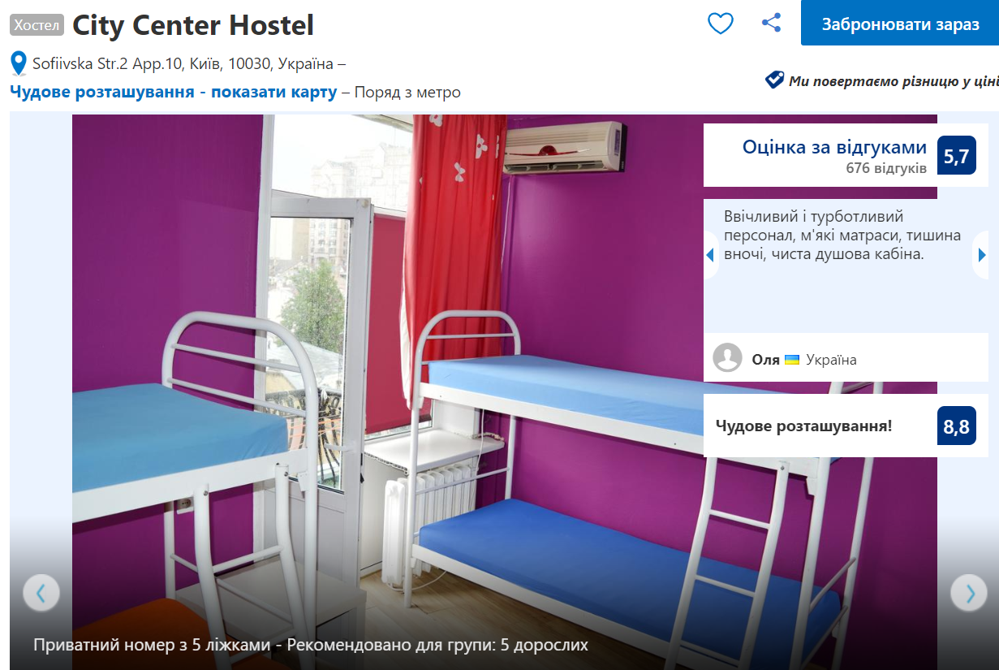 Хостел City Center Hostel
Забронювати зараз
Sofiivska Str.2 App.10, Київ, 10030, Україна –
Чудове розташування - показати карту – Поряд з метро
Ми повертаємо різницю у ціні
Оцінка за відгуками 5,7
676 відгуків
Ввічливий і турботливий
персонал, м'які матраси, тишина
вночі, чиста душова кабіна.
Оля Україна
Чудове розташування! 8,8
Приватний номер з 5 ліжками - Рекомендовано для групи: 5 дорослих